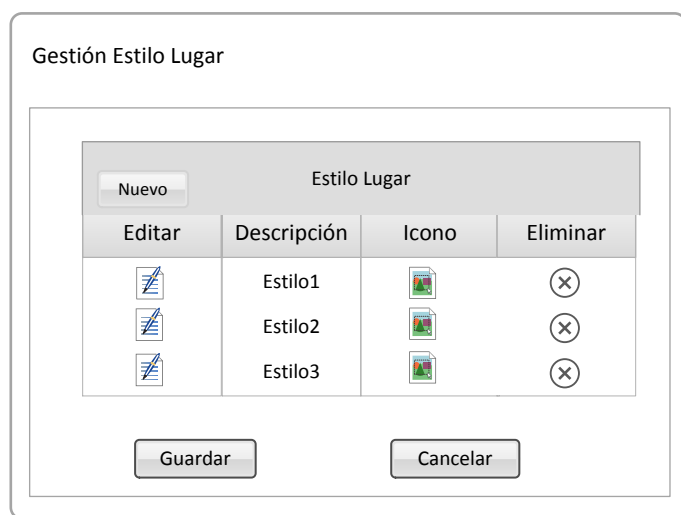 Gestión Estilo Lugar
Estilo Lugar
Nuevo
Editar Descripción Icono Eliminar
Estilo1
Estilo2
Estilo3
Guardar Cancelar